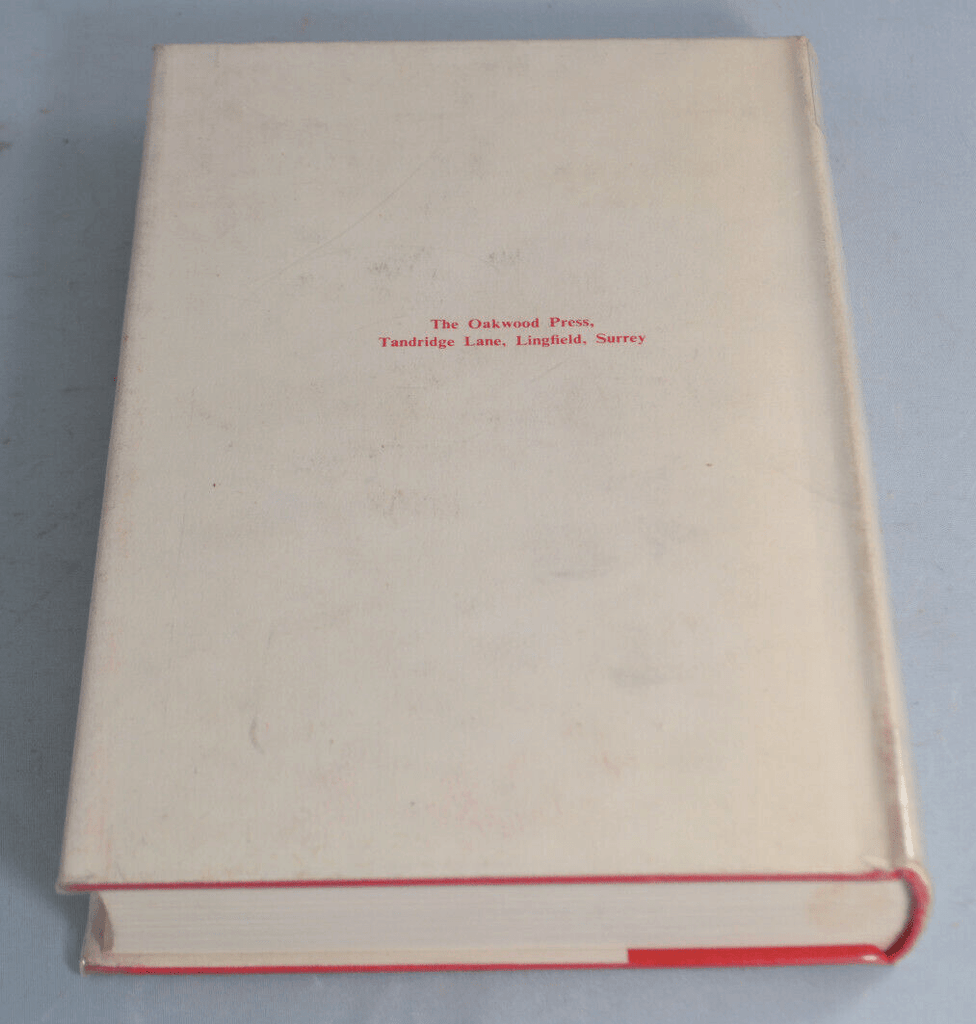 The Oakwood Press,
Tandridge Lane, Lingfield, Surrey